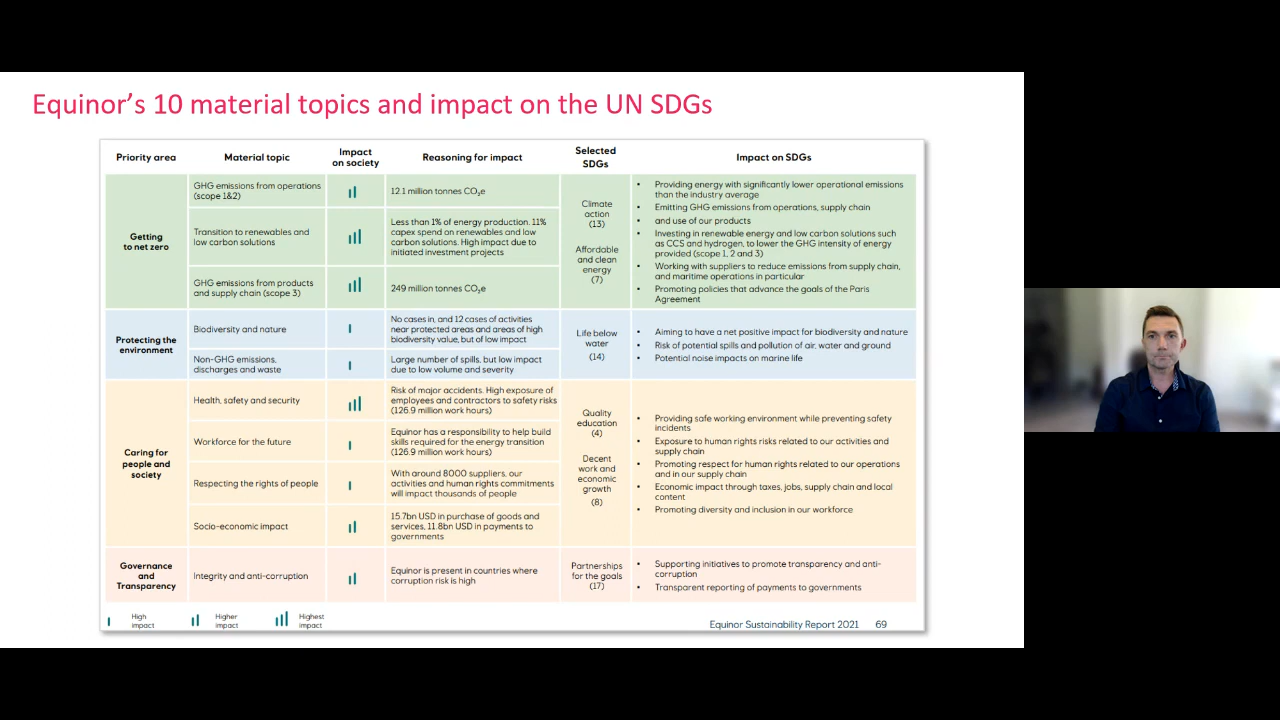 Equinor's 10 material topics and impact on the UN SDGs
Priority area
Material topic
Impact
on society
Reasoning for impact
Selected
SDGs
Impact on SDGs
Getting
to net zero
GHG emissions from operations
(scope 1&2)
12.1 million tonnes CO₂e
Transition to renewables and
low carbon solutions
Less than 1% of energy production. 11%
capex spend on renewables and low
carbon solutions. High impact due to
initiated investment projects
GHG emissions from products
and supply chain (scope 3)
249 million tonnes CO₂e
Climate
action
(13)
Affordable
and clean
energy
(7)
• Providing energy with significantly lower operational emissions
than the industry average
• Emitting GHG emissions from operations, supply chain
• and use of our products
• Investing in renewable energy and low carbon solutions such
as CCS and hydrogen, to lower the GHG intensity of energy
provided (scope 1, 2 and 3)
• Working with suppliers to reduce emissions from supply chain,
and maritime operations in particular
• Promoting policies that advance the goals of the Paris
Agreement
Protecting the
environment
Biodiversity and nature
No cases in, and 12 cases of activities
near protected areas and areas of high
biodiversity value, but of low impact
Non-GHG emissions,
discharges and waste
Large number of spills, but low impact
due to low volume and severity
Life below
water
(14)
• Aiming to have a net positive impact for biodiversity and nature
• Risk of potential spills and pollution of air, water and ground
• Potential noise impacts on marine life
Caring for
people and
society
Health, safety and security
Risk of major accidents. High exposure of
employees and contractors to safety risks
(126.9 million work hours)
Workforce for the future
Equinor has a responsibility to help build
skills required for the energy transition
(126.9 million work hours)
Respecting the rights of people
With around 8000 suppliers, our
activities and human rights commitments
will impact thousands of people
Socio-economic impact
15.7bn USD in purchase of goods and
services, 11.8bn USD in payments to
governments
Quality
education
(4)
Decent
work and
economic
growth
(8)
• Providing safe working environment while preventing safety
incidents
• Exposure to human rights risks related to our activities and
supply chain
• Promoting respect for human rights related to our operations
and in our supply chain
• Economic impact through taxes, jobs, supply chain and local
content
• Promoting diversity and inclusion in our workforce
Governance
and
Transparency
Integrity and anti-corruption
Equinor is present in countries where
corruption risk is high
Partnerships
for the goals
(17)
• Supporting initiatives to promote transparency and anti-
corruption
• Transparent reporting of payments to governments
High
impact
Higher
impact
Highest
impact
Equinor Sustainability Report 2021 69